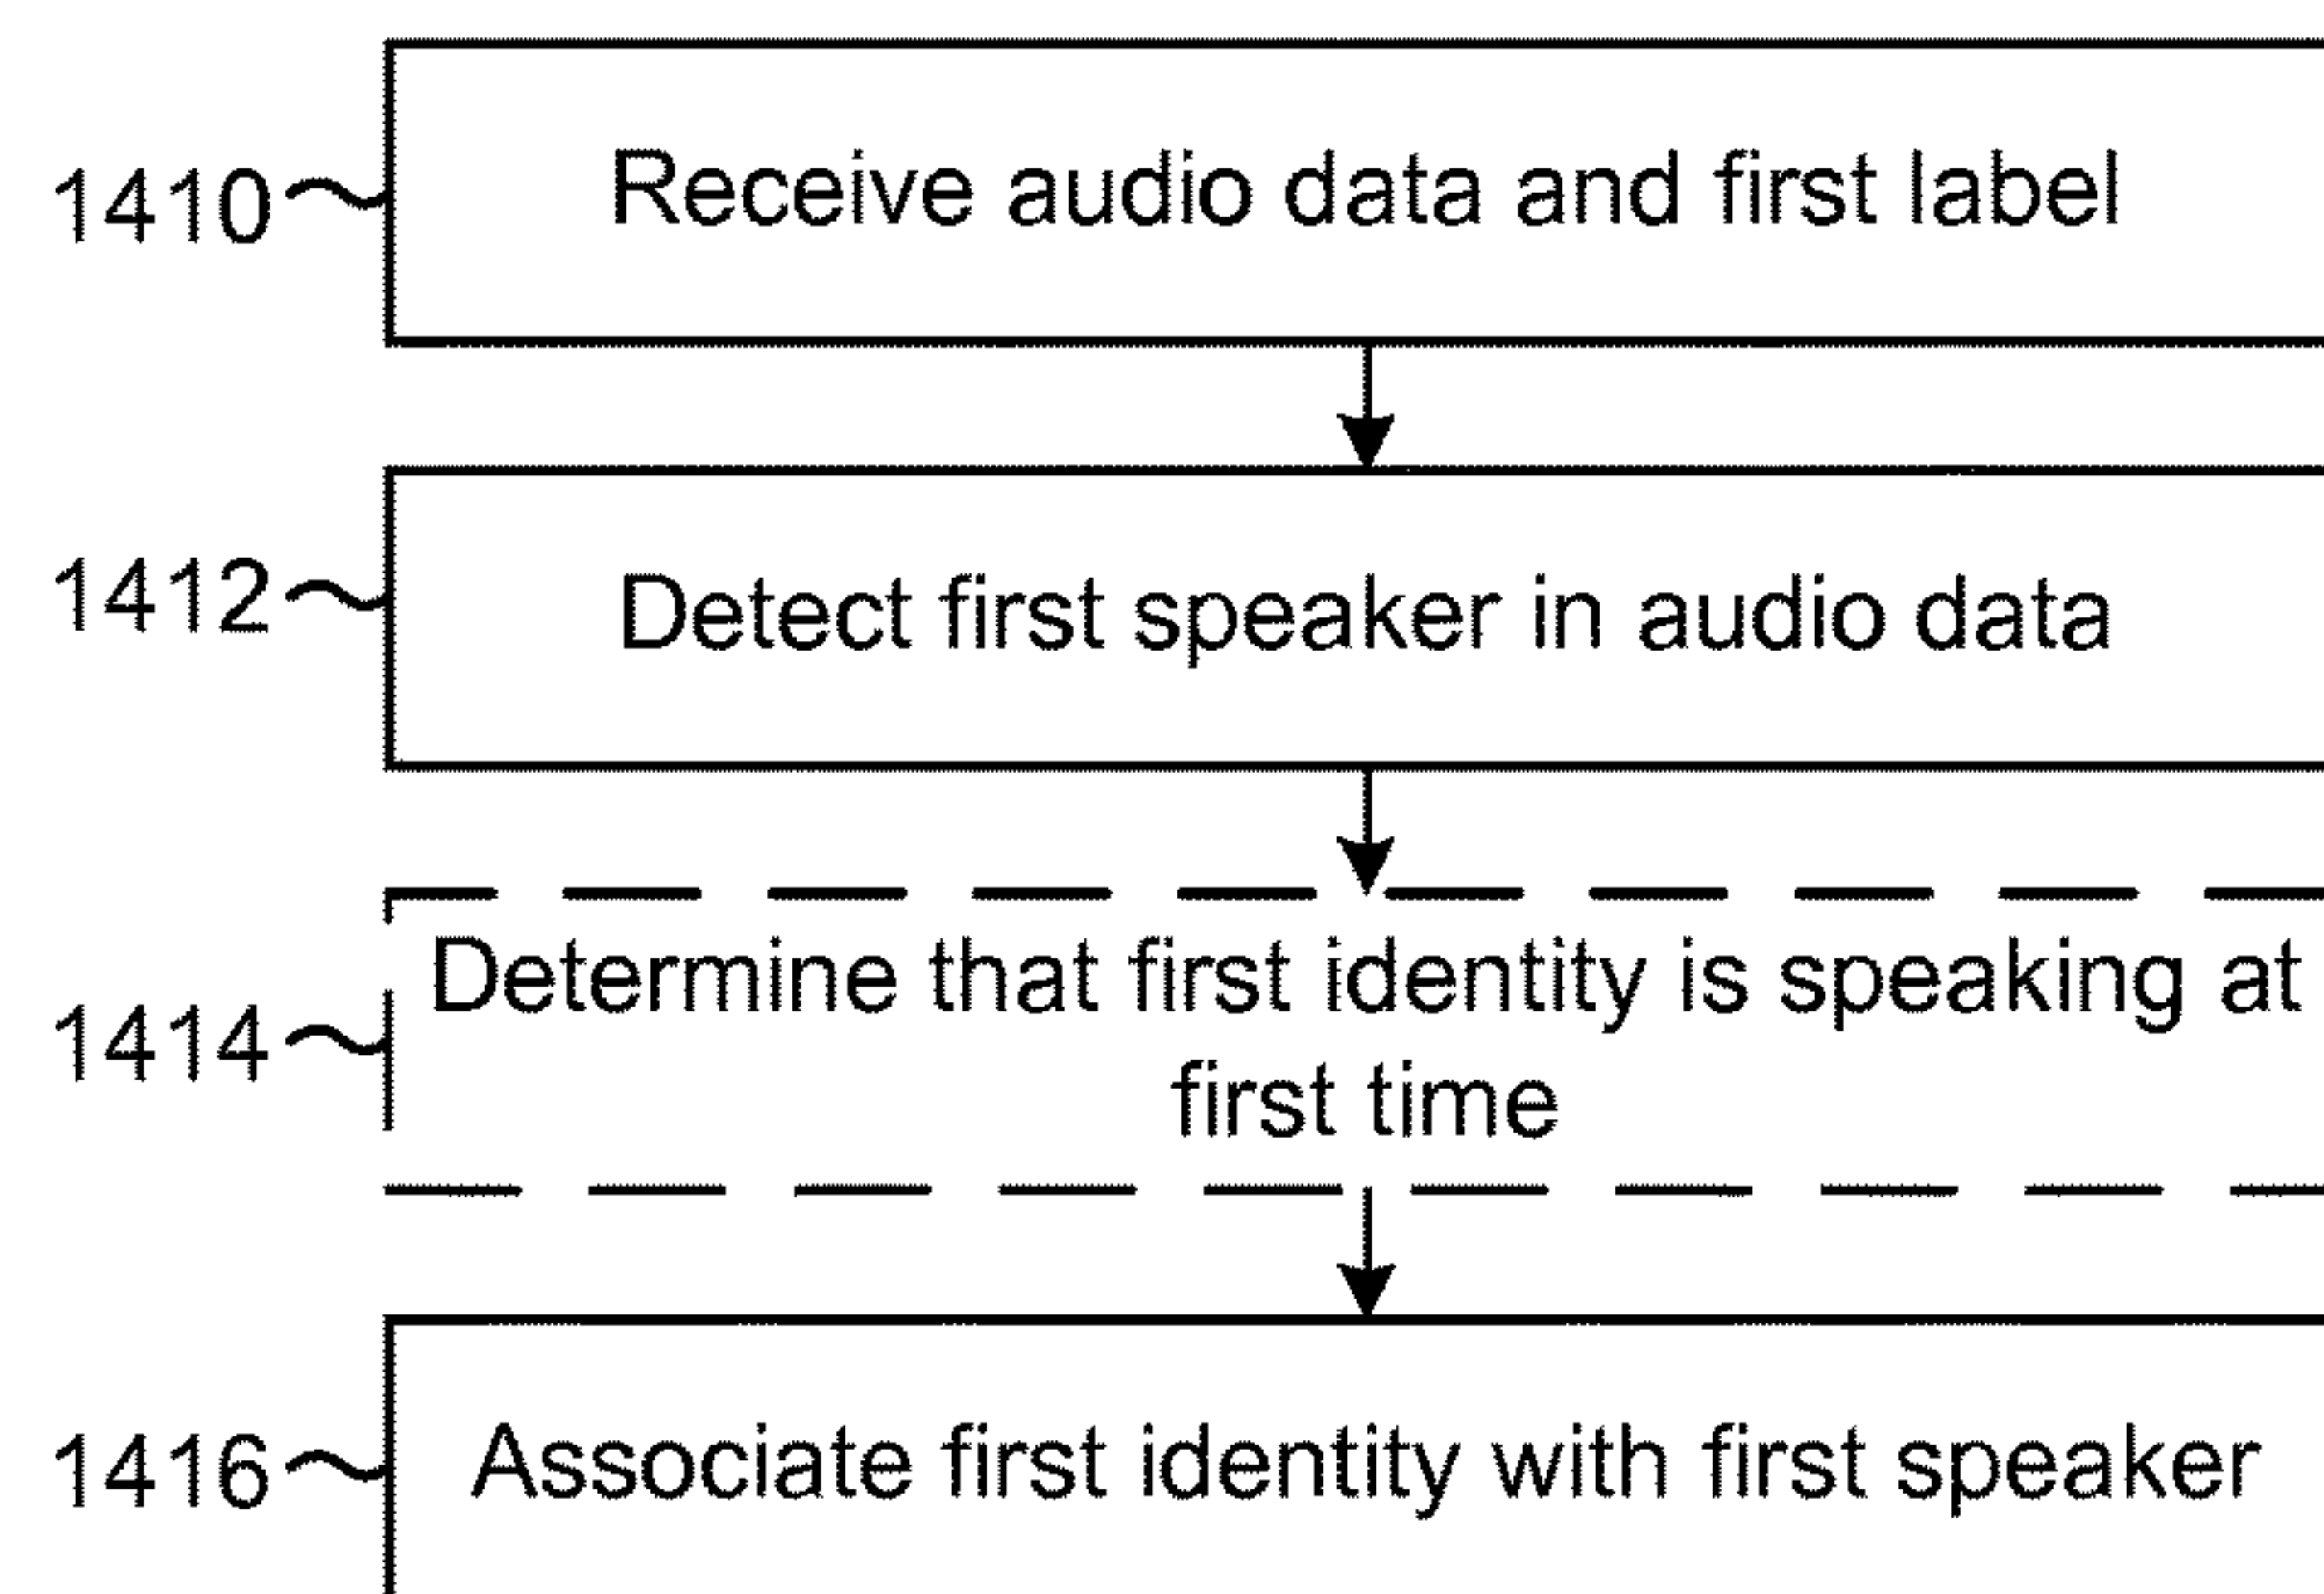 1410
Receive audio data and first label
1412
Detect first speaker in audio data
1414
Determine that first identity is speaking at
first time
1416
Associate first identity with first speaker